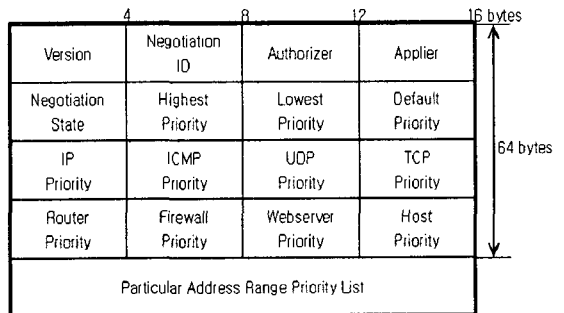 4 8 12 16 bytes
Version Negotiation ID Authorizer Applier
Negotiation State Highest Priority Lowest Priority Default Priority
64 bytes
IP Priority ICMP Priority UDP Priority TCP Priority
Router Priority Firewall Priority Webserver Priority Host Priority
Particular Address Range Priority List